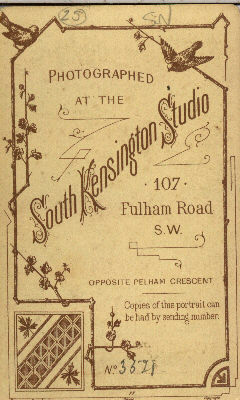 25 SN
PHOTOGRAPHED
AT THE
South Kensington Studio
· 107 ·
Fulham Road
S.W.
OPPOSITE PELHAM CRESCENT
Copies of this portrait can
be had by sending number.
No